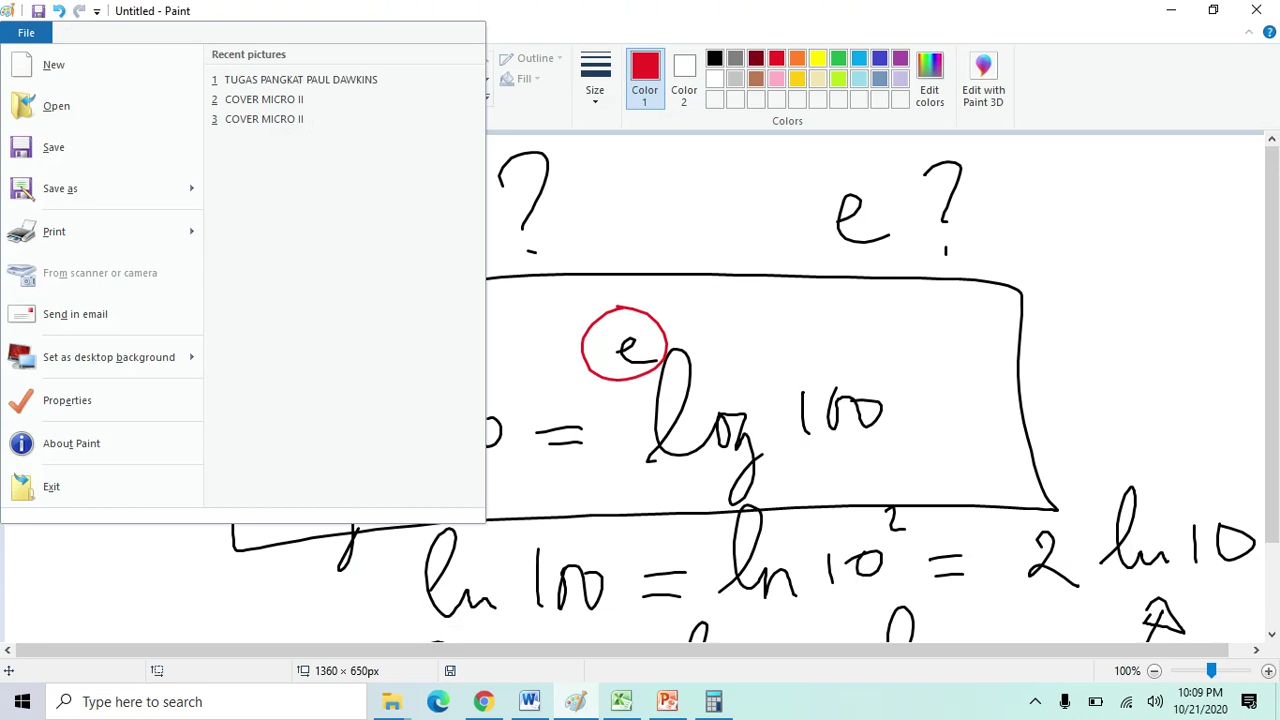 Untitled - Paint
File
Recent pictures
New
1 TUGAS PANGKAT PAUL DAWKINS
2 COVER MICRO II
3 COVER MICRO II
Open
Save
Save as
Print
From scanner or camera
Send in email
Set as desktop background
Properties
About Paint
Exit
Outline
Fill
Size
Color 1
Color 2
Edit colors
Edit with Paint 3D
Colors
? e ?
0 = e log 100
ln 100 = ln 10² = 2 ln 10
1360 × 650px
100%
Type here to search
10:09 PM
10/21/2020